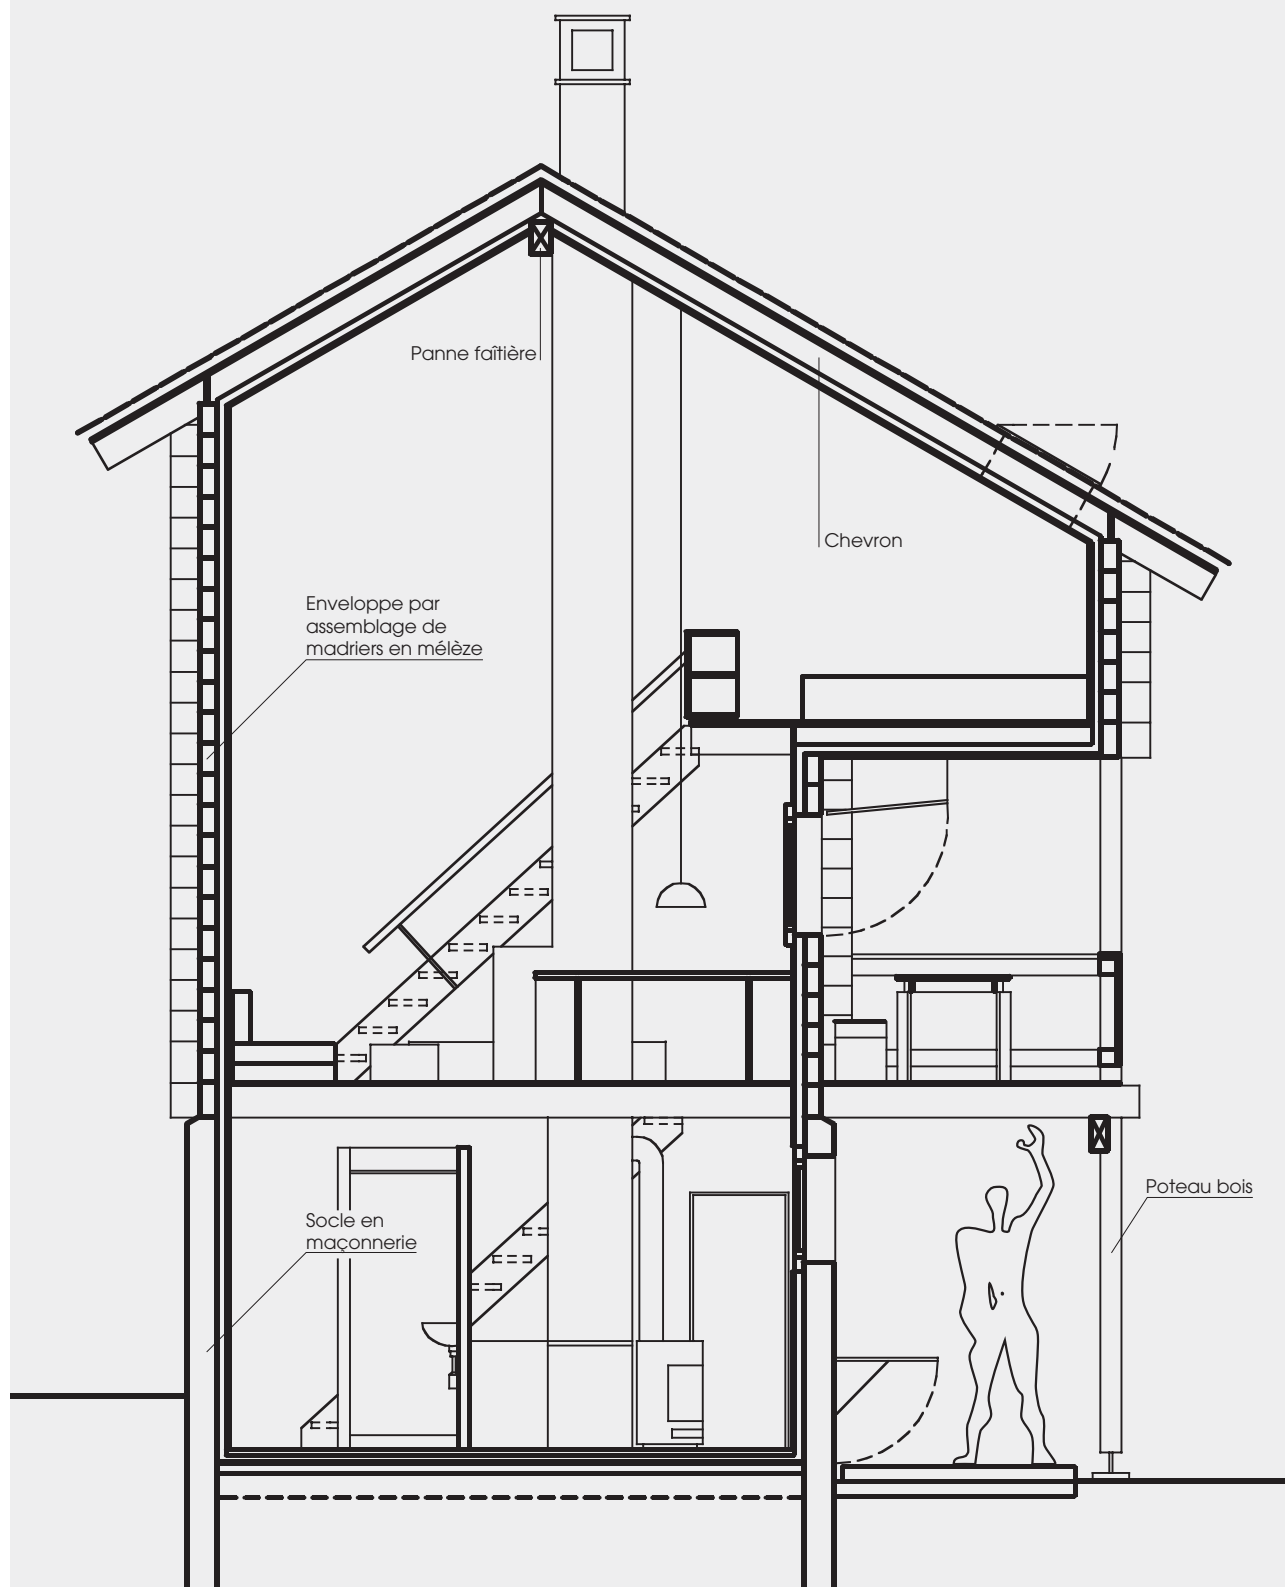 Panne faîtière
Chevron
Enveloppe par
assemblage de
madriers en mélèze
Poteau bois
Socle en
maçonnerie